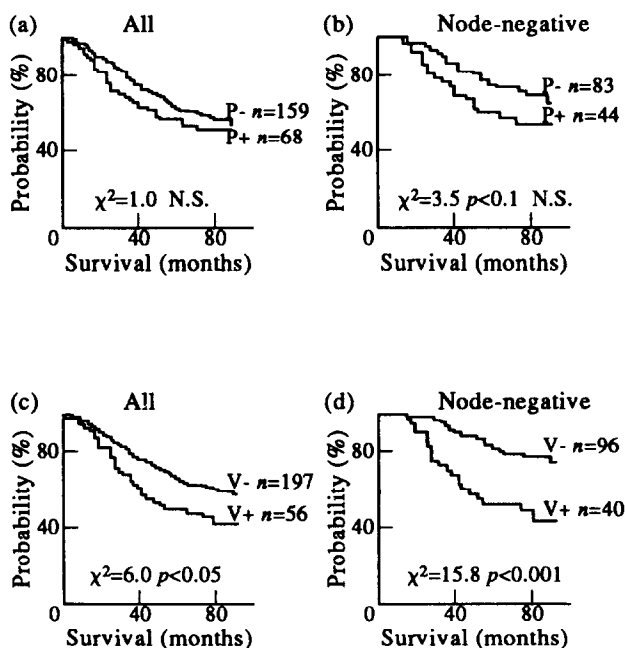 (a) All
Probability (%)
80
40
P- n=159
P+ n=68
χ²=1.0 N.S.
0 40 80
Survival (months)
(b) Node-negative
Probability (%)
80
40
P- n=83
P+ n=44
χ²=3.5 p<0.1 N.S.
0 40 80
Survival (months)
(c) All
Probability (%)
80
40
V- n=197
V+ n=56
χ²=6.0 p<0.05
0 40 80
Survival (months)
(d) Node-negative
Probability (%)
80
40
V- n=96
V+ n=40
χ²=15.8 p<0.001
0 40 80
Survival (months)